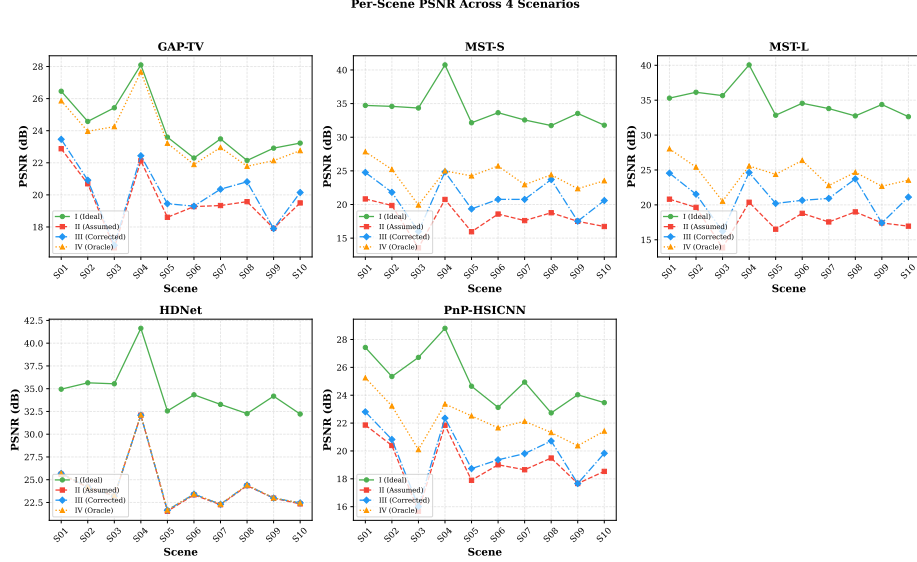 Per-Scene PSNR Across 4 Scenarios
GAP-TV
PSNR (dB)
28
26
24
22
20
18
I (Ideal)
II (Assumed)
III (Corrected)
IV (Oracle)
S01 S02 S03 S04 S05 S06 S07 S08 S09 S10
Scene
MST-S
PSNR (dB)
40
35
30
25
20
15
I (Ideal)
II (Assumed)
III (Corrected)
IV (Oracle)
S01 S02 S03 S04 S05 S06 S07 S08 S09 S10
Scene
MST-L
PSNR (dB)
40
35
30
25
20
15
I (Ideal)
II (Assumed)
III (Corrected)
IV (Oracle)
S01 S02 S03 S04 S05 S06 S07 S08 S09 S10
Scene
HDNet
PSNR (dB)
42.5
40.0
37.5
35.0
32.5
30.0
27.5
25.0
22.5
I (Ideal)
II (Assumed)
III (Corrected)
IV (Oracle)
S01 S02 S03 S04 S05 S06 S07 S08 S09 S10
Scene
PnP-HSICNN
PSNR (dB)
28
26
24
22
20
18
16
I (Ideal)
II (Assumed)
III (Corrected)
IV (Oracle)
S01 S02 S03 S04 S05 S06 S07 S08 S09 S10
Scene